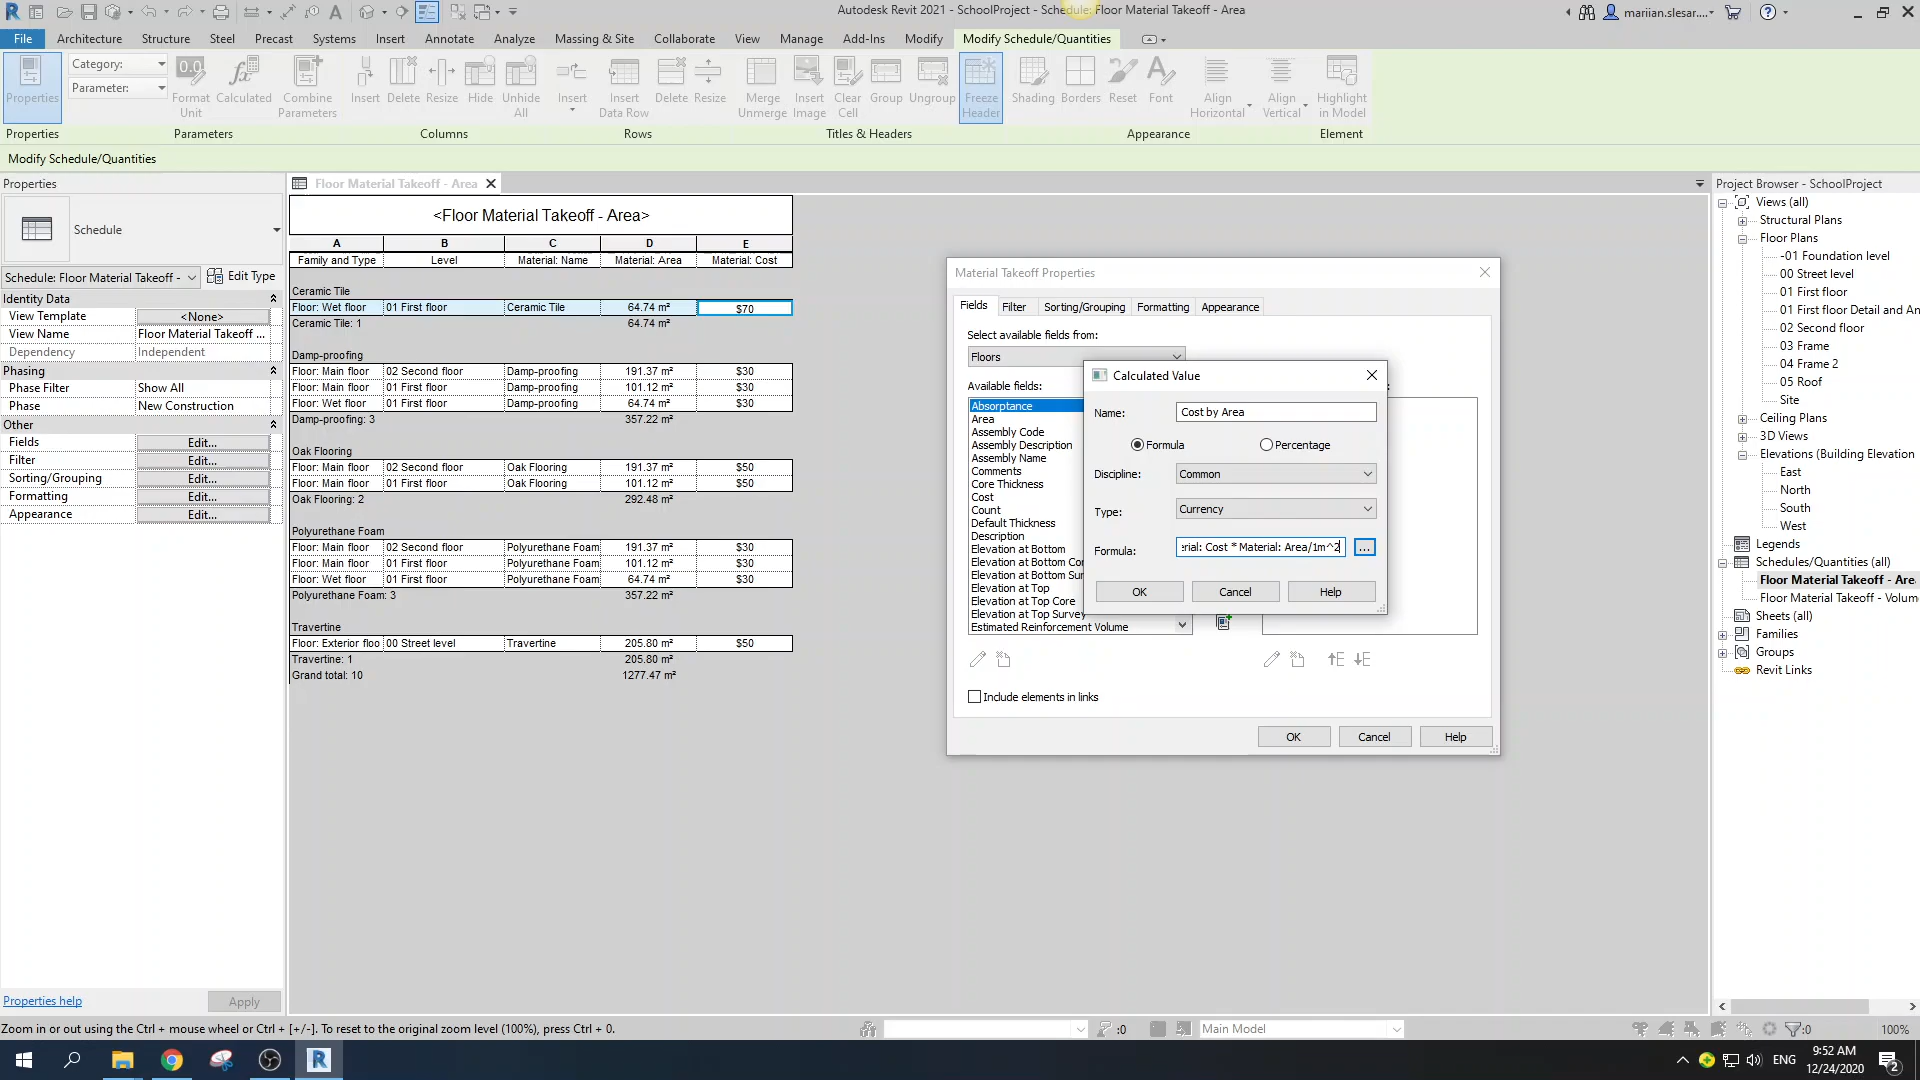 Autodesk Revit 2021 - SchoolProject - Schedule: Floor Material Takeoff - Area
mariian.slesar...
File Architecture Structure Steel Precast Systems Insert Annotate Analyze Massing & Site Collaborate View Manage Add-Ins Modify Modify Schedule/Quantities
Properties
Category:
Parameter:
Format Unit
Calculated
Combine Parameters
Insert
Delete
Resize
Hide
Unhide All
Insert
Insert Data Row
Delete
Resize
Merge Unmerge
Insert Image
Clear Cell
Group
Ungroup
Freeze Header
Shading
Borders
Reset
Font
Align Horizontal
Align Vertical
Highlight in Model
Properties Parameters Columns Rows Titles & Headers Appearance Element
Modify Schedule/Quantities
Properties
Schedule
Schedule: Floor Material Takeoff -
Edit Type
Identity Data
View Template <None>
View Name Floor Material Takeoff ...
Dependency Independent
Phasing
Phase Filter Show All
Phase New Construction
Other
Fields Edit...
Filter Edit...
Sorting/Grouping Edit...
Formatting Edit...
Appearance Edit...
Properties help
Apply
Floor Material Takeoff - Area
<Floor Material Takeoff - Area>
A B C D E
Family and Type Level Material: Name Material: Area Material: Cost
Ceramic Tile
Floor: Wet floor 01 First floor Ceramic Tile 64.74 m² $70
Ceramic Tile: 1 64.74 m²
Damp-proofing
Floor: Main floor 02 Second floor Damp-proofing 191.37 m² $30
Floor: Main floor 01 First floor Damp-proofing 101.12 m² $30
Floor: Wet floor 01 First floor Damp-proofing 64.74 m² $30
Damp-proofing: 3 357.22 m²
Oak Flooring
Floor: Main floor 02 Second floor Oak Flooring 191.37 m² $50
Floor: Main floor 01 First floor Oak Flooring 101.12 m² $50
Oak Flooring: 2 292.48 m²
Polyurethane Foam
Floor: Main floor 02 Second floor Polyurethane Foam 191.37 m² $30
Floor: Main floor 01 First floor Polyurethane Foam 101.12 m² $30
Floor: Wet floor 01 First floor Polyurethane Foam 64.74 m² $30
Polyurethane Foam: 3 357.22 m²
Travertine
Floor: Exterior floo 00 Street level Travertine 205.80 m² $50
Travertine: 1 205.80 m²
Grand total: 10 1277.47 m²
Material Takeoff Properties
Fields Filter Sorting/Grouping Formatting Appearance
Select available fields from:
Floors
Available fields:
Absorptance
Area
Assembly Code
Assembly Description
Assembly Name
Comments
Core Thickness
Cost
Count
Default Thickness
Description
Elevation at Bottom
Elevation at Bottom Co
Elevation at Bottom Su
Elevation at Top
Elevation at Top Core
Elevation at Top Survey
Estimated Reinforcement Volume
Include elements in links
OK Cancel Help
Calculated Value
Name: Cost by Area
Formula Percentage
Discipline: Common
Type: Currency
Formula: erial: Cost * Material: Area/1m^2 ...
OK Cancel Help
Project Browser - SchoolProject
Views (all)
Structural Plans
Floor Plans
-01 Foundation level
00 Street level
01 First floor
01 First floor Detail and An
02 Second floor
03 Frame
04 Frame 2
05 Roof
Site
Ceiling Plans
3D Views
Elevations (Building Elevation
East
North
South
West
Legends
Schedules/Quantities (all)
Floor Material Takeoff - Are
Floor Material Takeoff - Volum
Sheets (all)
Families
Groups
Revit Links
Zoom in or out using the Ctrl + mouse wheel or Ctrl + [+/-]. To reset to the original zoom level (100%), press Ctrl + 0.
:0
Main Model
:0
100%
ENG
9:52 AM
12/24/2020
2